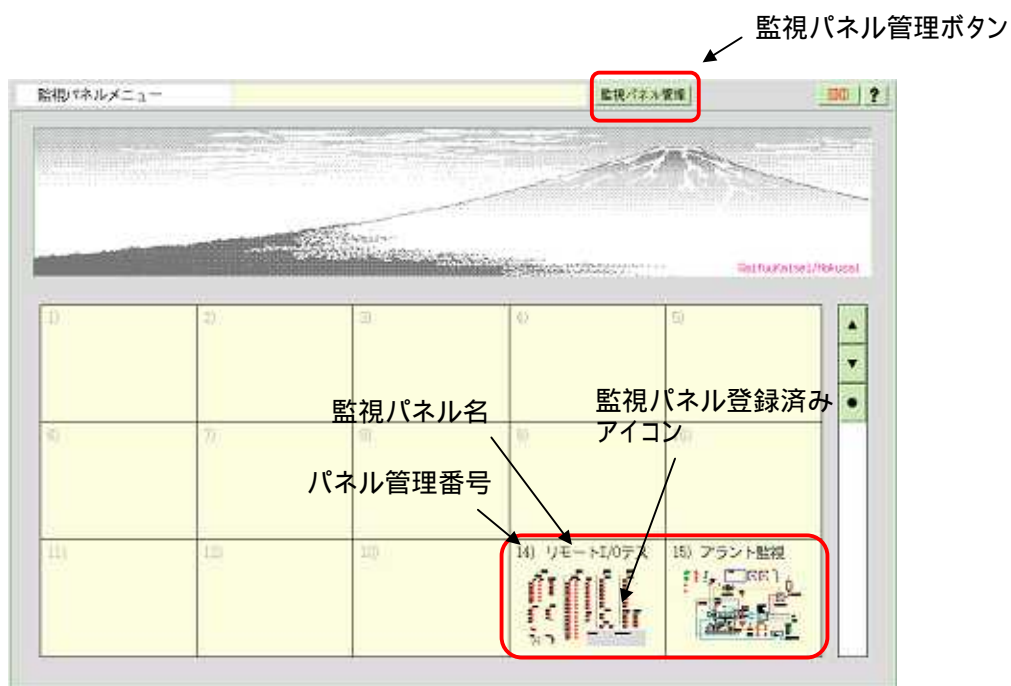 監視パネル管理ボタン
監視パネルメニュー
監視パネル管理
?
GaifuuKaisei/Hokusai
1)
2)
3)
4)
5)
監視パネル名
監視パネル登録済み
アイコン
6)
7)
8)
9)
パネル管理番号
11)
12)
13)
14) リモートI/Oテス
15) プラント監視